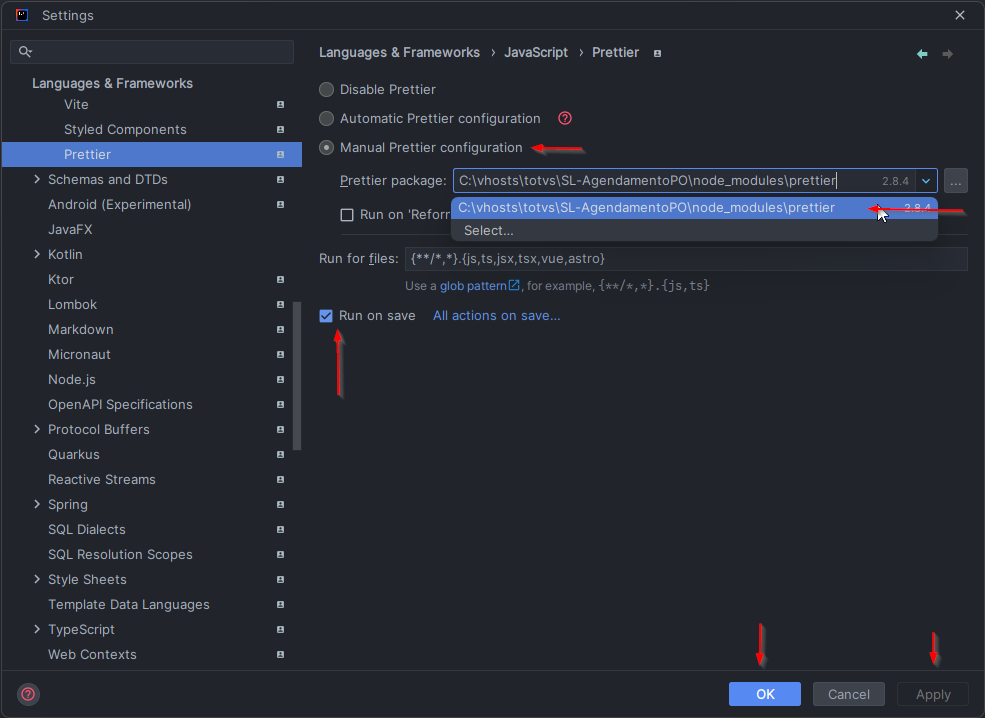 Settings
Languages & Frameworks
Vite
Styled Components
Prettier
Schemas and DTDs
Android (Experimental)
JavaFX
Kotlin
Ktor
Lombok
Markdown
Micronaut
Node.js
OpenAPI Specifications
Protocol Buffers
Quarkus
Reactive Streams
Spring
SQL Dialects
SQL Resolution Scopes
Style Sheets
Template Data Languages
TypeScript
Web Contexts
Languages & Frameworks › JavaScript › Prettier
Disable Prettier
Automatic Prettier configuration ?
Manual Prettier configuration
Prettier package: C:\vhosts\totvs\SL-AgendamentoPO\node_modules\prettier 2.8.4 ...
C:\vhosts\totvs\SL-AgendamentoPO\node_modules\prettier 2.8.4
Run on 'Reforr
Select...
Run for files: {**/*,*}.{js,ts,jsx,tsx,vue,astro}
Use a glob pattern, for example, {**/*,*}.{js,ts}
Run on save All actions on save...
? OK Cancel Apply